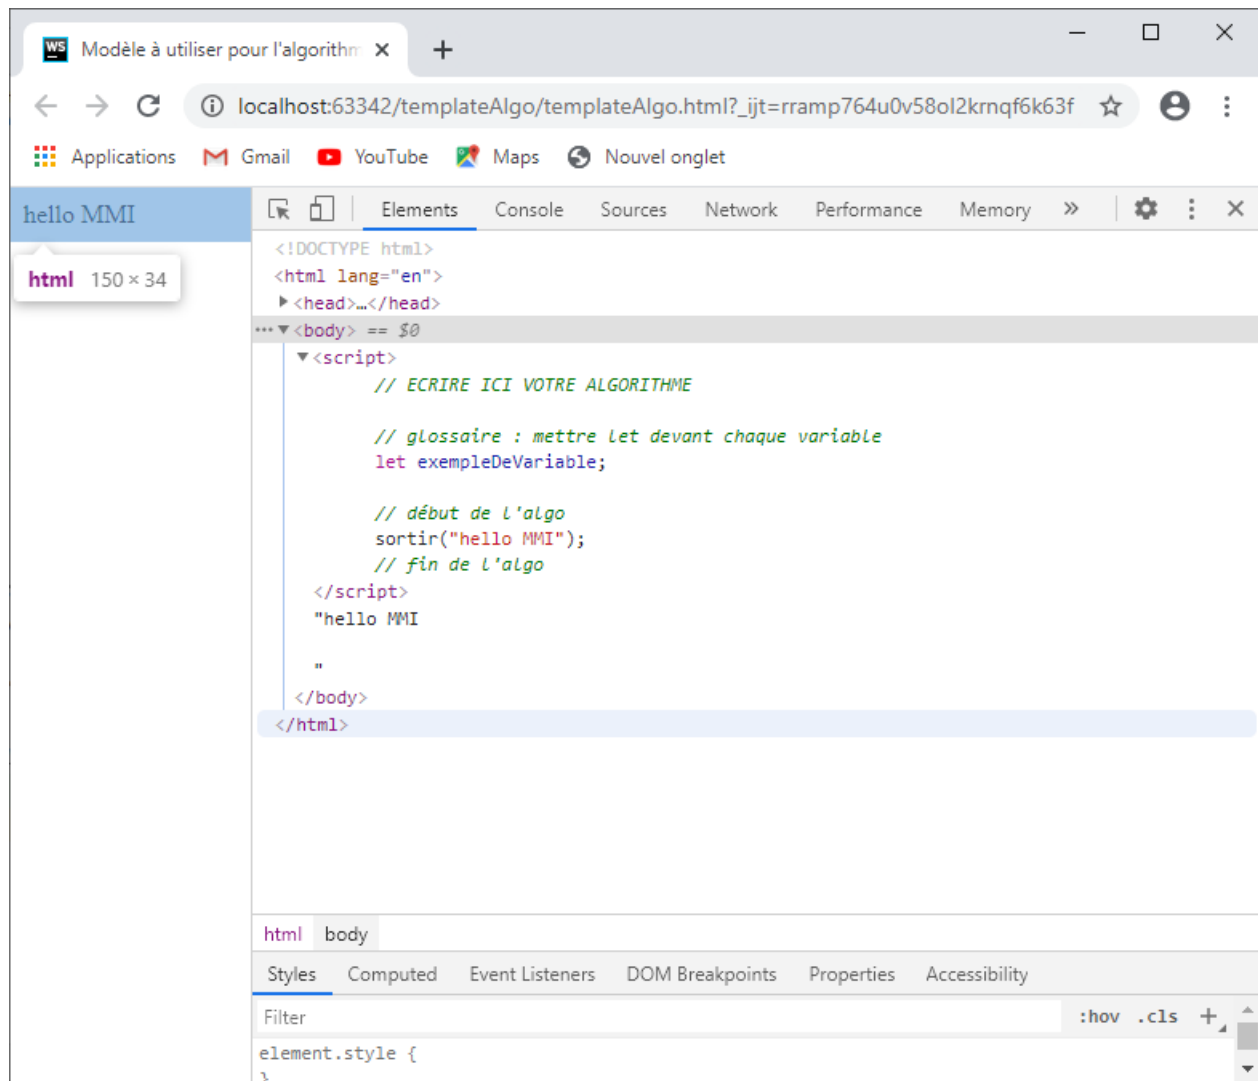 WS Modèle à utiliser pour l'algorithm
localhost:63342/templateAlgo/templateAlgo.html?_ijt=rramp764u0v58ol2krnqf6k63f
Applications Gmail YouTube Maps Nouvel onglet
hello MMI
html 150 × 34
Elements Console Sources Network Performance Memory »
<!DOCTYPE html>
<html lang="en">
<head>…</head>
<body> == $0
<script>
// ECRIRE ICI VOTRE ALGORITHME
// glossaire : mettre let devant chaque variable
let exempleDeVariable;
// début de l'algo
sortir("hello MMI");
// fin de l'algo
</script>
"hello MMI
"
</body>
</html>
html body
Styles Computed Event Listeners DOM Breakpoints Properties Accessibility
Filter :hov .cls +
element.style {
}